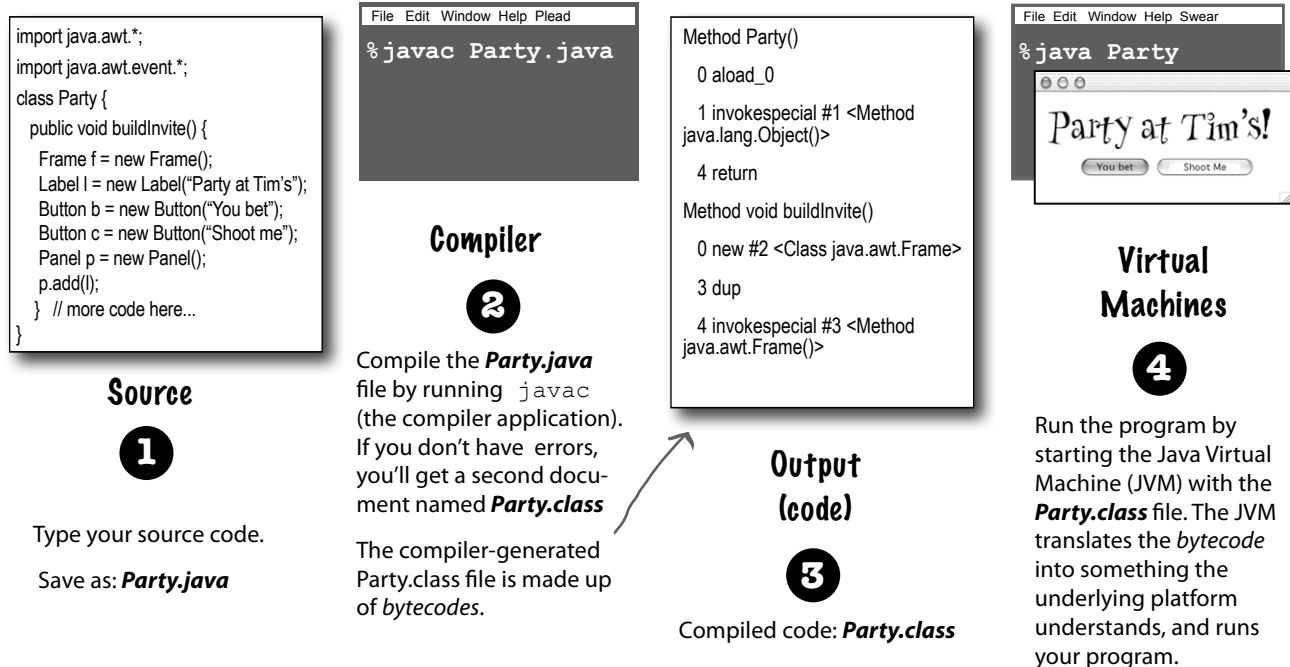 import java.awt.*;
import java.awt.event.*;
class Party {
public void buildInvite() {
Frame f = new Frame();
Label l = new Label(“Party at Tim’s”);
Button b = new Button(“You bet”);
Button c = new Button(“Shoot me”);
Panel p = new Panel();
p.add(l);
} // more code here...
}
Source
1
Type your source code.
Save as: Party.java
File Edit Window Help Plead
%javac Party.java
Compiler
2
Compile the Party.java
file by running javac
(the compiler application).
If you don’t have errors,
you’ll get a second docu-
ment named Party.class
The compiler-generated
Party.class file is made up
of bytecodes.
Method Party()
0 aload_0
1 invokespecial #1 <Method
java.lang.Object()>
4 return
Method void buildInvite()
0 new #2 <Class java.awt.Frame>
3 dup
4 invokespecial #3 <Method
java.awt.Frame()>
Output
(code)
3
Compiled code: Party.class
File Edit Window Help Swear
%java Party
Party at Tim’s!
You bet
Shoot Me
Virtual
Machines
4
Run the program by
starting the Java Virtual
Machine (JVM) with the
Party.class file. The JVM
translates the bytecode
into something the
underlying platform
understands, and runs
your program.